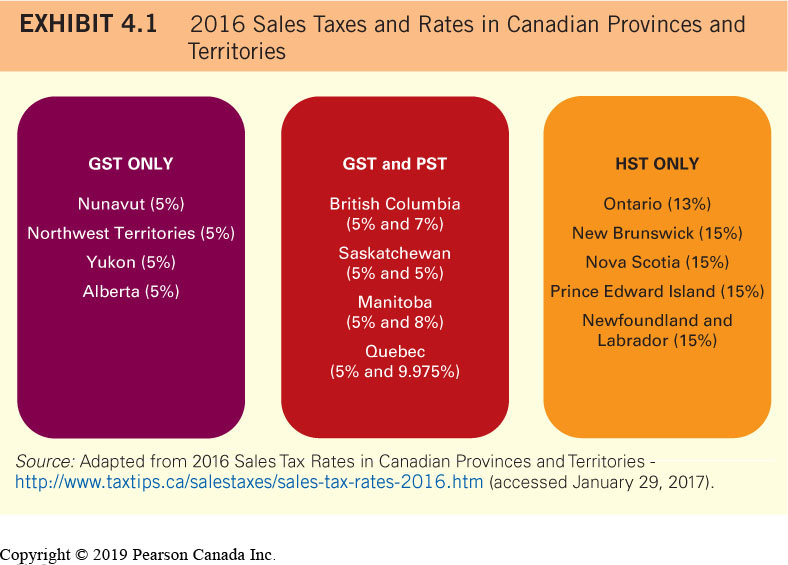 EXHIBIT 4.1 2016 Sales Taxes and Rates in Canadian Provinces and
Territories
GST ONLY
Nunavut (5%)
Northwest Territories (5%)
Yukon (5%)
Alberta (5%)
GST and PST
British Columbia
(5% and 7%)
Saskatchewan
(5% and 5%)
Manitoba
(5% and 8%)
Quebec
(5% and 9.975%)
HST ONLY
Ontario (13%)
New Brunswick (15%)
Nova Scotia (15%)
Prince Edward Island (15%)
Newfoundland and
Labrador (15%)
Source: Adapted from 2016 Sales Tax Rates in Canadian Provinces and Territories -
http://www.taxtips.ca/salestaxes/sales-tax-rates-2016.htm (accessed January 29, 2017).
Copyright © 2019 Pearson Canada Inc.